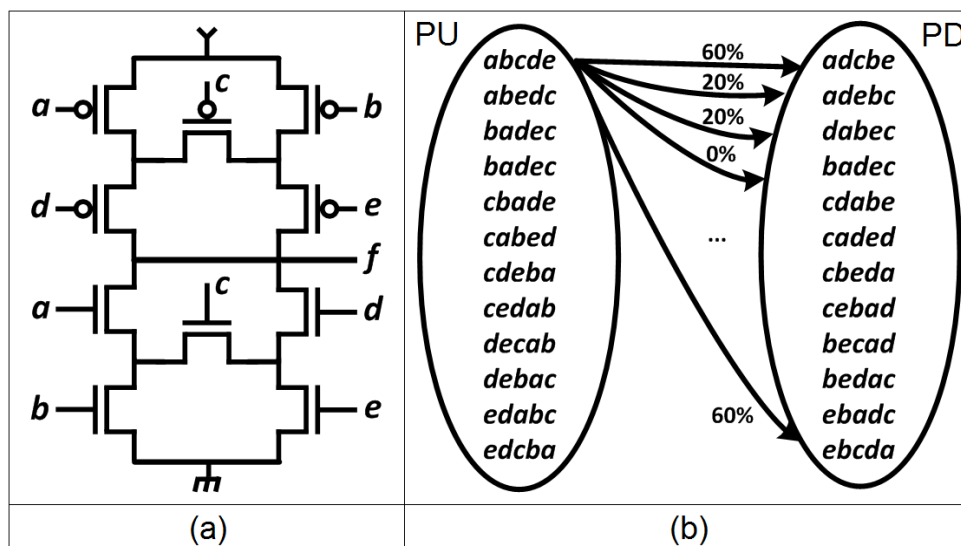 a
c
b
d
e
f
a
c
d
b
e
(a)
PU
abcde
abedc
badec
badec
cbade
cabed
cdeba
cedab
decab
debac
edabc
edcba
60%
20%
20%
0%
...
60%
PD
adcbe
adebc
dabec
badec
cdabe
caded
cbeda
cebad
becad
bedac
ebadc
ebcda
(b)